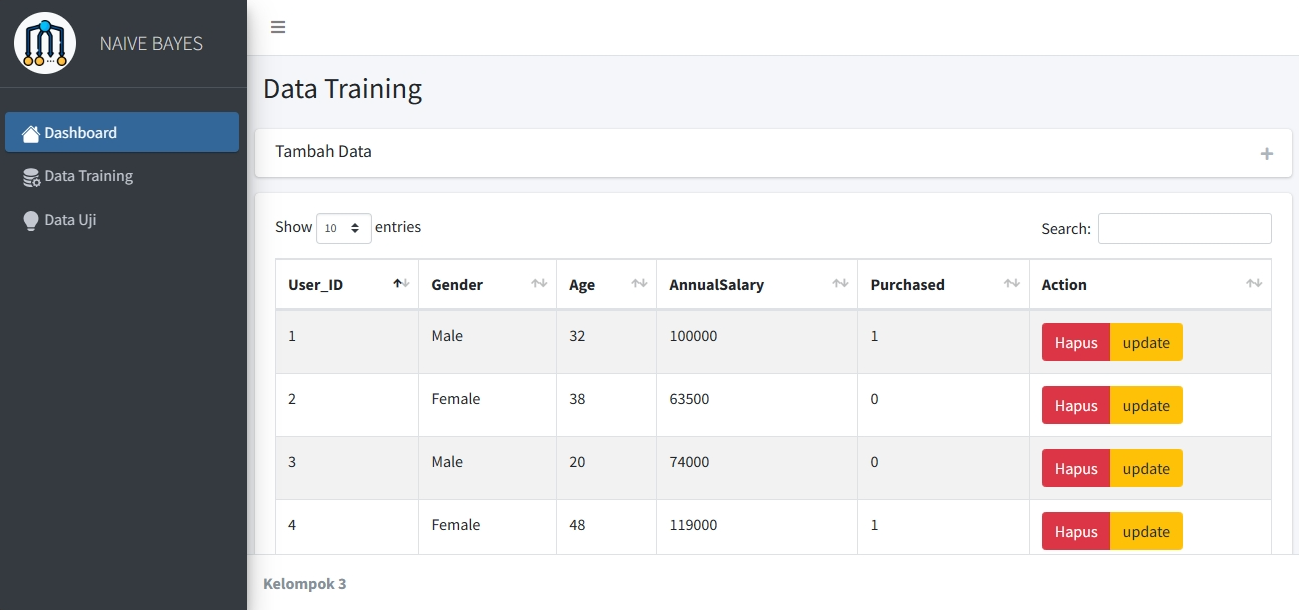 NAIVE BAYES
Dashboard
Data Training
Data Uji
Data Training
Tambah Data
Show 10 entries
Search:
User_ID Gender Age AnnualSalary Purchased Action
1 Male 32 100000 1 Hapus update
2 Female 38 63500 0 Hapus update
3 Male 20 74000 0 Hapus update
4 Female 48 119000 1 Hapus update
Kelompok 3